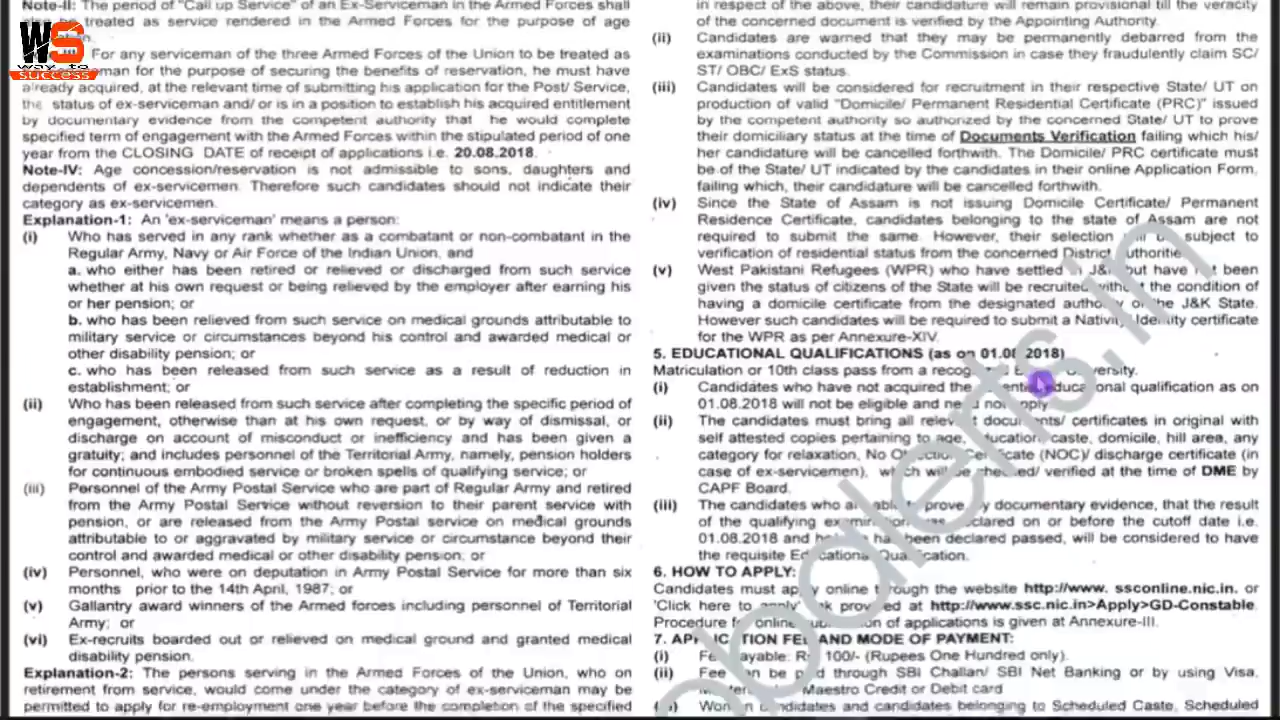 Note-II: The period of "Call up Service" of an Ex-Serviceman in the Armed Forces shall
be treated as service rendered in the Armed Forces for the purpose of age
WS
way to
success
For any serviceman of the three Armed Forces of the Union to be treated as
man for the purpose of securing the benefits of reservation, he must have
already acquired, at the relevant time of submitting his application for the Post/ Service,
the status of ex-serviceman and/ or is in a position to establish his acquired entitlement
by documentary evidence from the competent authority that he would complete
specified term of engagement with the Armed Forces within the stipulated period of one
year from the CLOSING DATE of receipt of applications i.e. 20.08.2018.
Note-IV: Age concession/reservation is not admissible to sons, daughters and
dependents of ex-servicemen. Therefore such candidates should not indicate their
category as ex-servicemen.
Explanation-1: An 'ex-serviceman' means a person:
(i) Who has served in any rank whether as a combatant or non-combatant in the
Regular Army, Navy or Air Force of the Indian Union, and
a. who either has been retired or relieved or discharged from such service
whether at his own request or being relieved by the employer after earning his
or her pension; or
b. who has been relieved from such service on medical grounds attributable to
military service or circumstances beyond his control and awarded medical or
other disability pension; or
c. who has been released from such service as a result of reduction in
establishment; or
(ii) Who has been released from such service after completing the specific period of
engagement, otherwise than at his own request, or by way of dismissal, or
discharge on account of misconduct or inefficiency and has been given a
gratuity; and includes personnel of the Territorial Army, namely, pension holders
for continuous embodied service or broken spells of qualifying service; or
(iii) Personnel of the Army Postal Service who are part of Regular Army and retired
from the Army Postal Service without reversion to their parent service with
pension, or are released from the Army Postal service on medical grounds
attributable to or aggravated by military service or circumstance beyond their
control and awarded medical or other disability pension; or
(iv) Personnel, who were on deputation in Army Postal Service for more than six
months prior to the 14th April, 1987; or
(v) Gallantry award winners of the Armed forces including personnel of Territorial
Army; or
(vi) Ex-recruits boarded out or relieved on medical ground and granted medical
disability pension.
Explanation-2: The persons serving in the Armed Forces of the Union, who on
retirement from service, would come under the category of ex-serviceman may be
permitted to apply for re-employment one year before the completion of the specified
in respect of the above, their candidature will remain provisional till the veracity
of the concerned document is verified by the Appointing Authority.
(ii) Candidates are warned that they may be permanently debarred from the
examinations conducted by the Commission in case they fraudulently claim SC/
ST/ OBC/ ExS status.
(iii) Candidates will be considered for recruitment in their respective State/ UT on
production of valid "Domicile/ Permanent Residential Certificate (PRC)" issued
by the competent authority so authorized by the concerned State/ UT to prove
their domiciliary status at the time of Documents Verification failing which his/
her candidature will be cancelled forthwith. The Domicile/ PRC certificate must
be of the State/ UT indicated by the candidates in their online Application Form,
failing which, their candidature will be cancelled forthwith.
(iv) Since the State of Assam is not issuing Domicile Certificate/ Permanent
Residence Certificate, candidates belonging to the state of Assam are not
required to submit the same. However, their selection subject to
verification of residential status from the concerned District
(v) West Pakistani Refugees (WPR) who have settled J&K but have been
given the status of citizens of the State will be recruited without the condition of
having a domicile certificate from the designated the J&K State.
However such candidates will be required to submit a Nativity/ Identity certificate
for the WPR as per Annexure-XIV.
5. EDUCATIONAL QUALIFICATIONS (as on 01.08.2018)
Matriculation or 10th class pass from a University.
(i) Candidates who have not acquired the qualification as on
01.08.2018 will not be eligible and need not apply.
(ii) The candidates must bring all relevant documents/ certificates in original with
self attested copies pertaining to age, education, caste, domicile, hill area, any
category for relaxation, No Certificate (NOC)/ discharge certificate (in
case of ex-servicemen), which will be verified at the time of DME by
CAPF Board.
(iii) The candidates who prove by documentary evidence, that the result
of the qualifying declared on or before the cutoff date i.e.
01.08.2018 and has been declared passed, will be considered to have
the requisite Educational Qualification.
6. HOW TO APPLY:
Candidates must online through the website http://www. ssconline.nic.in. or
'Click here to apply' at http://www.ssc.nic.in>Apply>GD-Constable.
Procedure for online of applications is given at Annexure-III.
7. APPLICATION FEE AND MODE OF PAYMENT:
(i) Fee payable: 100/- (Rupees One Hundred only).
(ii) Fee can be paid through SBI Challan/ SBI Net Banking or by using Visa,
Maestro Credit or Debit card
candidates and candidates belonging to Scheduled Caste, Scheduled